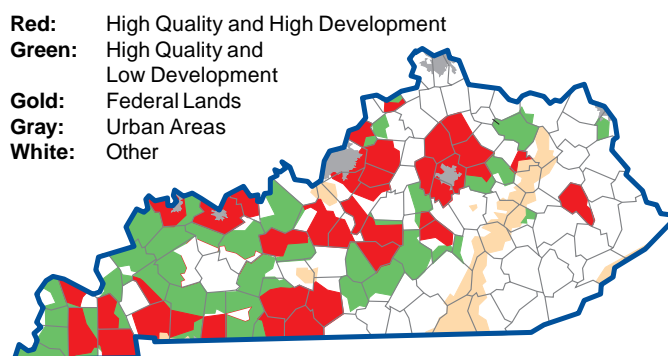 Red: High Quality and High Development
Green: High Quality and
Low Development
Gold: Federal Lands
Gray: Urban Areas
White: Other